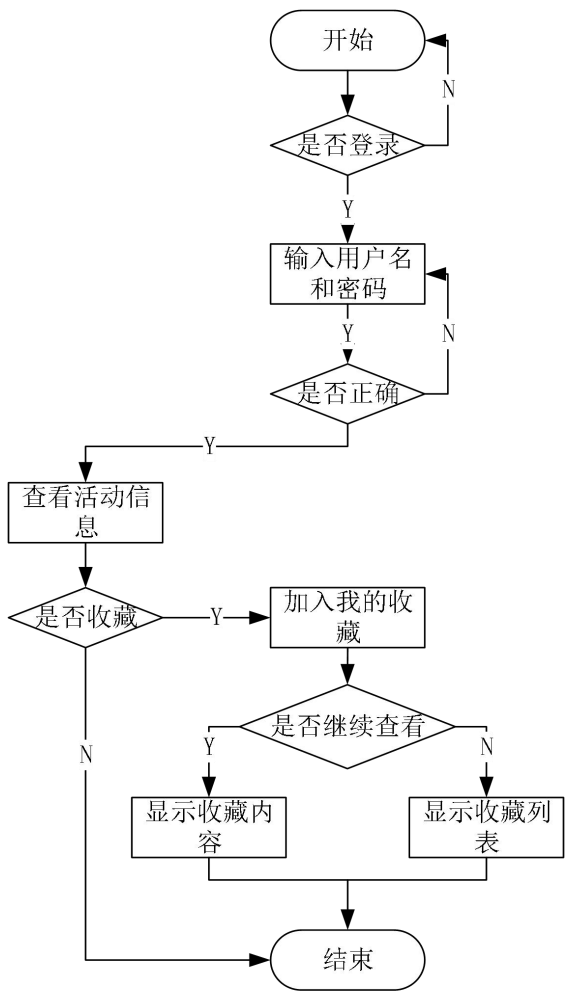 开始
N
是否登录
Y
输入用户名
和密码
Y
N
是否正确
Y
查看活动信
息
是否收藏
Y
加入我的收
藏
是否继续查看
N
Y
N
显示收藏内
容
显示收藏列
表
结束